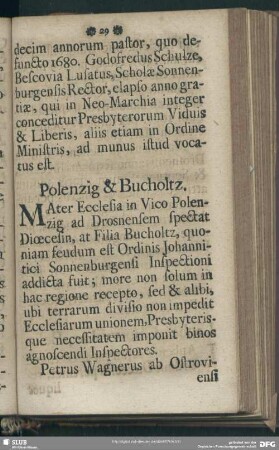 29
decim annorum pastor, quo de-
functo 1680. Godofredus Schulze,
Bescovia Lusatus, Scholæ Sonnen-
burgensis Rector, elapso anno gra-
tiæ, qui in Neo-Marchia integer
conceditur Presbyterorum Viduis
& Liberis, aliis etiam in Ordine
Ministris, ad munus istud voca-
tus est.
Polenzig & Bucholtz.
MAter Ecclesia in Vico Polen-
zig ad Drosnensem spectat
Diœcesin, at Filia Bucholtz, quo-
niam feudum est Ordinis Johanni-
tici Sonnenburgensi Inspectioni
addicta fuit; more non solum in
hac regione recepto, sed & alibi,
ubi terrarum divisio non impedit
Ecclesiarum unionem, Presbyteris-
que necessitatem imponit binos
agnoscendi Inspectores.
Petrus Wagnerus ab Ostrovi-
ensi
SLUB